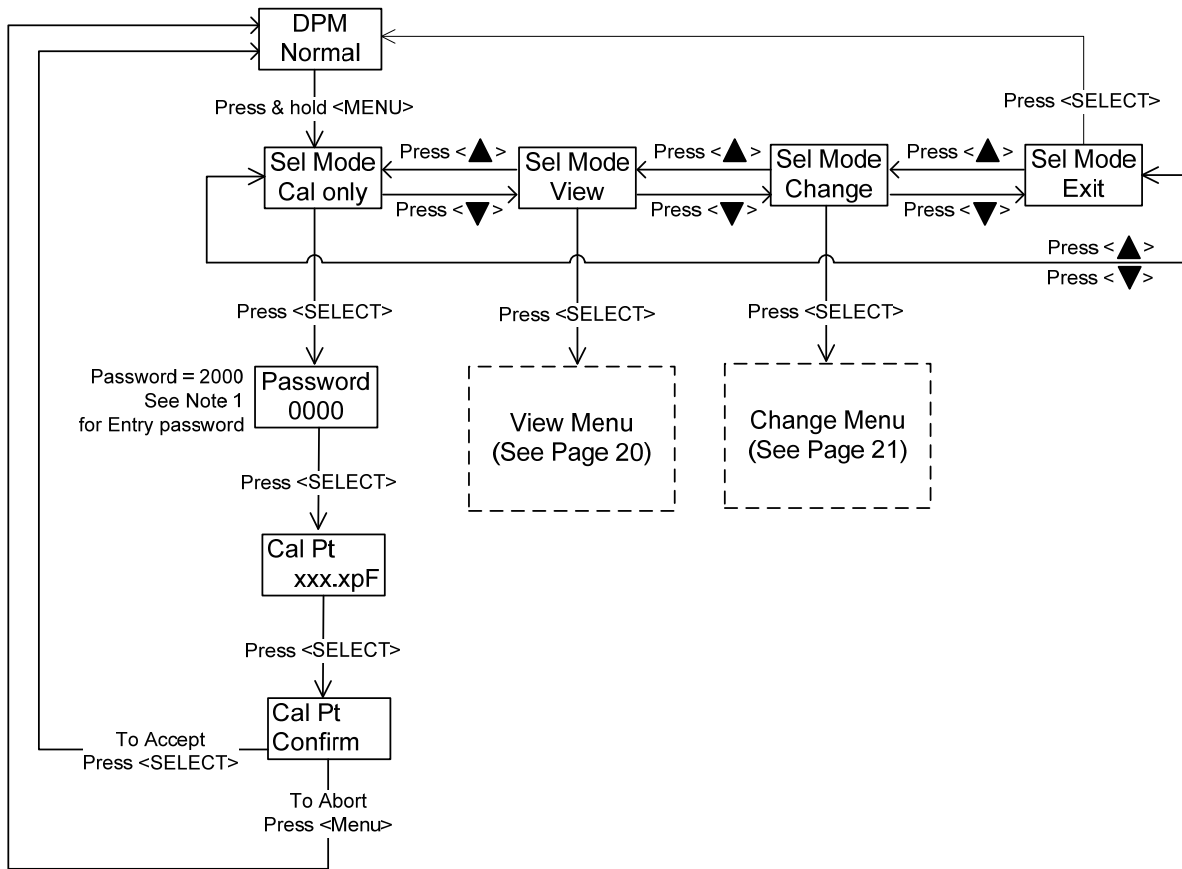 DPM
Normal
Press & hold <MENU>
Press <SELECT>
Sel Mode
Cal only
Press <▲>
Press <▼>
Sel Mode
View
Press <▲>
Press <▼>
Sel Mode
Change
Press <▲>
Press <▼>
Sel Mode
Exit
Press <▲>
Press <▼>
Press <SELECT>
Press <SELECT>
Press <SELECT>
Password = 2000
See Note 1
for Entry password
Password
0000
View Menu
(See Page 20)
Change Menu
(See Page 21)
Press <SELECT>
Cal Pt
xxx.xpF
Press <SELECT>
Cal Pt
Confirm
To Accept
Press <SELECT>
To Abort
Press <Menu>